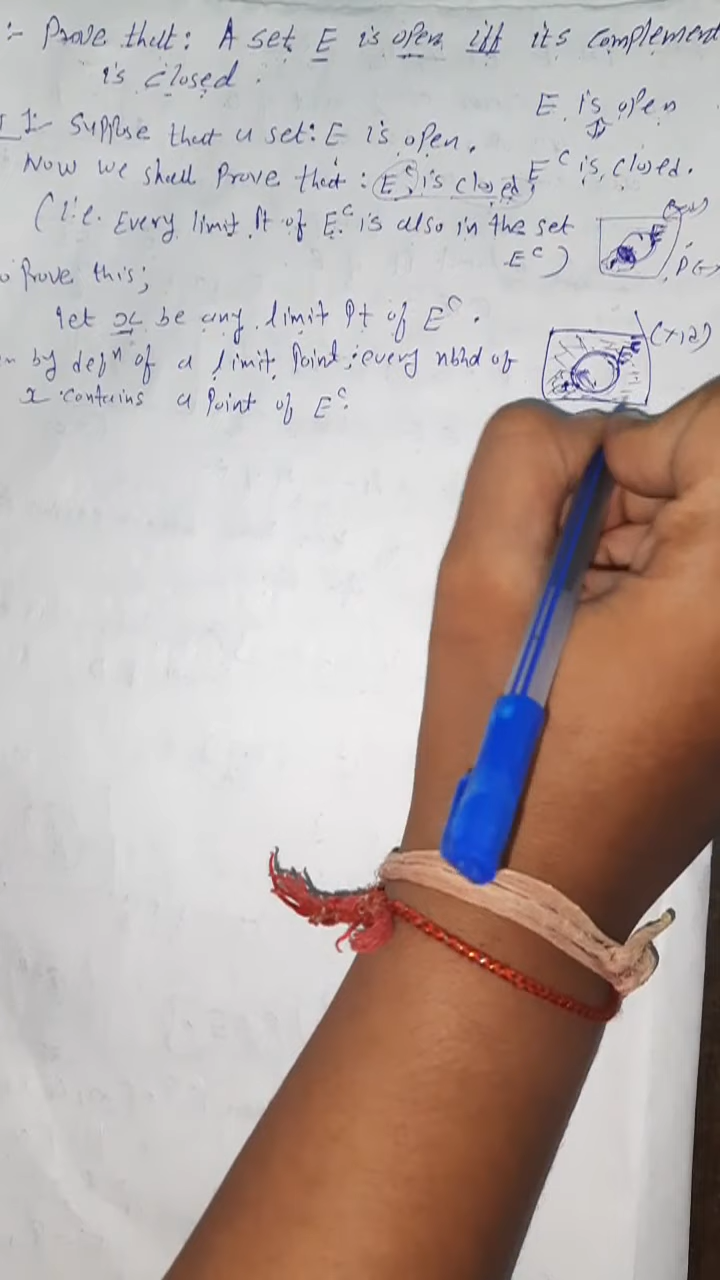 :- Prove that: A set E is open iff its complement
is closed.
E is open
⇕
E^c is closed.
I :- Suppose that a set: E is open.
Now we shall Prove that: E^c is closed,
(i.e. Every limit Pt of E^c is also in the set
E^c)
o Prove this;
let x be any limit Pt of E^c.
by defn of a limit Point; every nbhd of
x contains a Point of E^c.
(x,d)